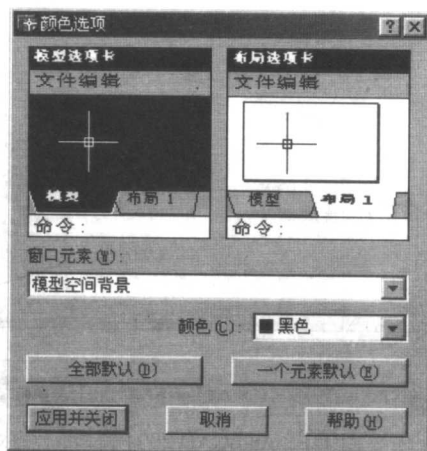 颜色选项
模型选项卡
文件编辑
模型 布局 1
命令:
布局选项卡
文件编辑
模型 布局 1
命令:
窗口元素(W):
模型空间背景
颜色(C): 黑色
全部默认(D) 一个元素默认(E)
应用并关闭 取消 帮助(H)